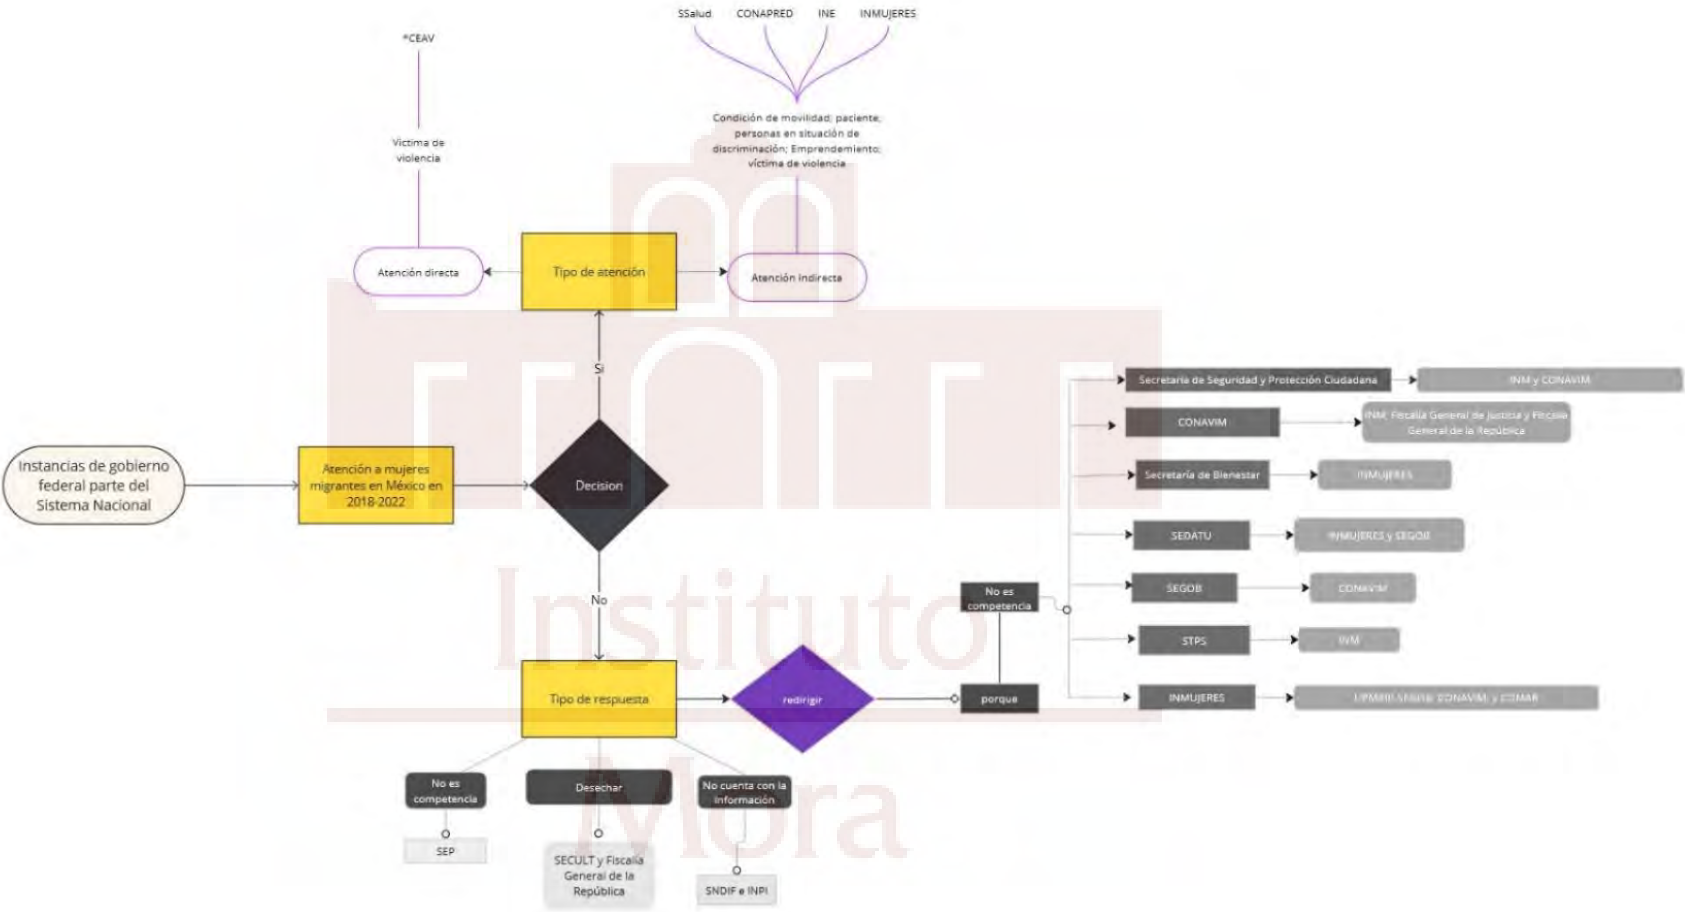 SSalud
CONAPRED
INE
INMUJERES
*CEAV
Victima de
violencia
Condición de movilidad; paciente,
personas en situación de
discriminación; Emprendemiento;
víctima de violencia
Atención directa
Tipo de atención
Atención Indirecta
Si
Secretaría de Seguridad y Protección Ciudadana
INM y CONAVIM
CONAVIM
INM; Fiscalía General de Justicia y Fiscalía
General de la República
Instancias de gobierno
federal parte del
Sistema Nacional
Atención a mujeres
migrantes en México en
2018-2022
Decision
Secretaría de Bienestar
INMUJERES
SEDATU
INMUJERES y SEGOB
No
No es
competencia
SEGOB
CONAVIM
STPS
INM
Tipo de respuesta
redirigir
porque
INMUJERES
CONAVIM; y COMAR
No es
competencia
Desechar
No cuenta con la
información
SEP
SECULT y Fiscalía
General de la
República
SNDIF e INPI
Instituto
Mora